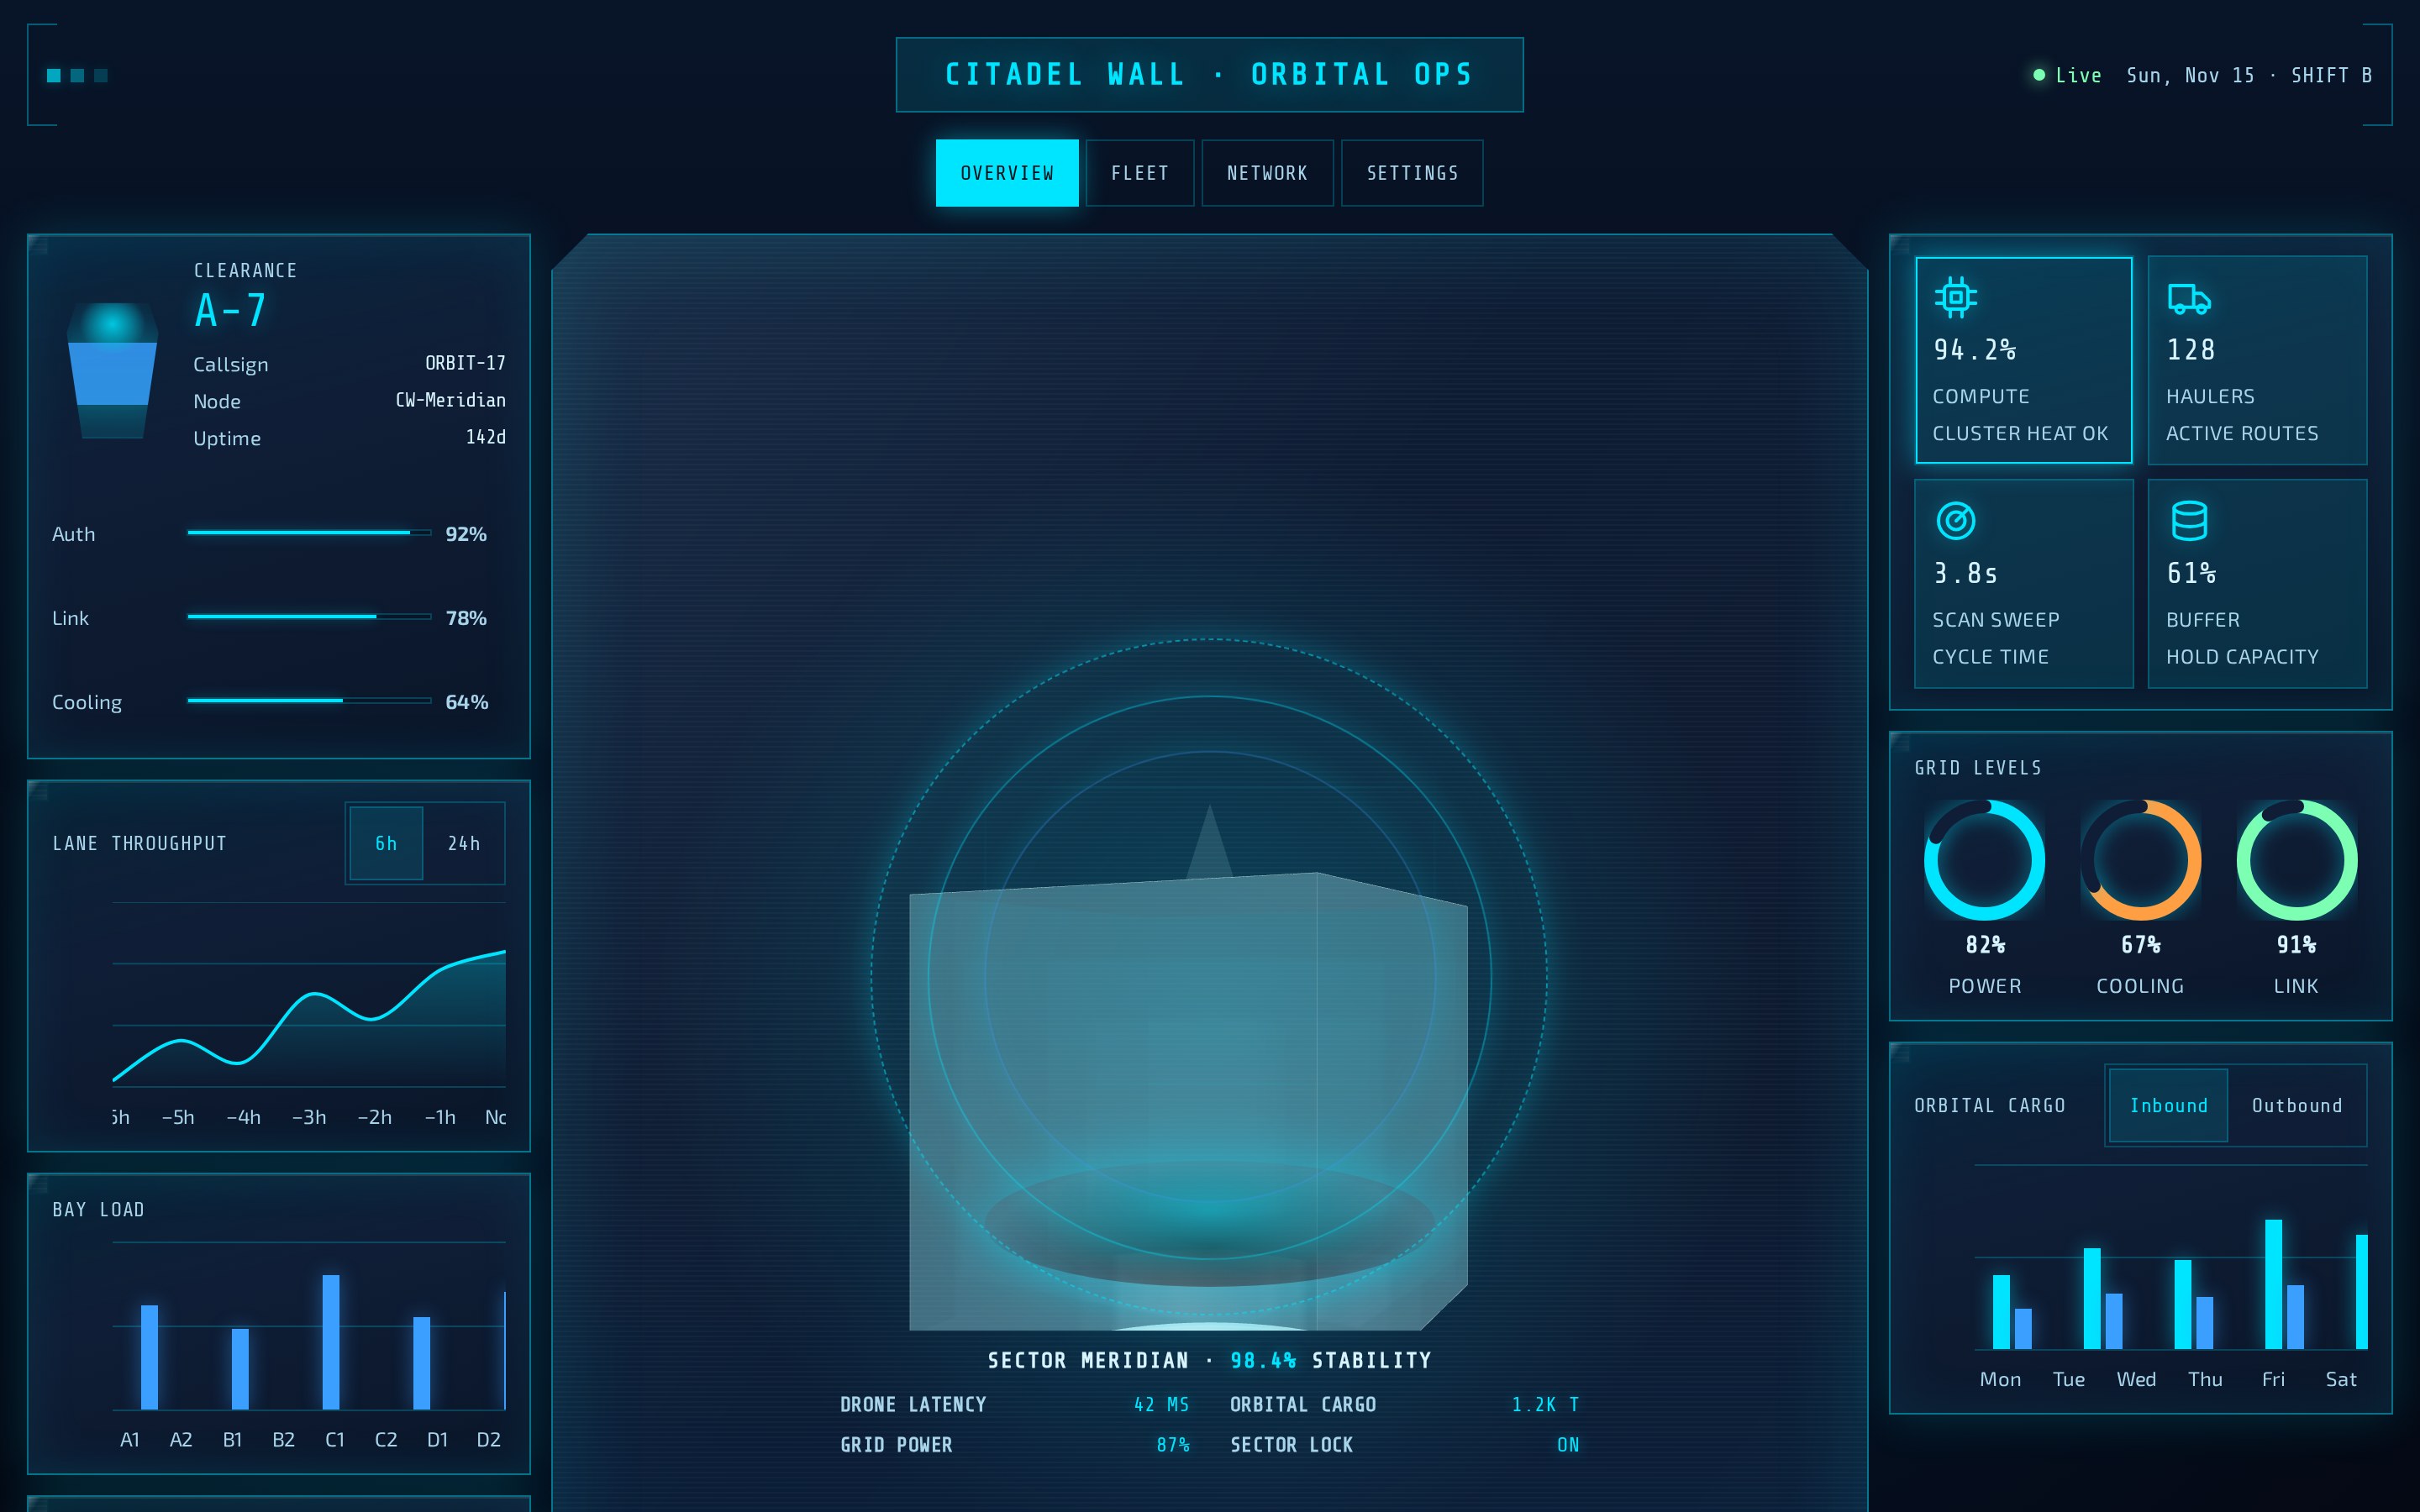 CITADEL WALL · ORBITAL OPS
Live Sun, Nov 15 · SHIFT B
OVERVIEW FLEET NETWORK SETTINGS
CLEARANCE
A-7
Callsign ORBIT-17
Node CW-Meridian
Uptime 142d
Auth 92%
Link 78%
Cooling 64%
LANE THROUGHPUT 6h 24h
−5h −4h −3h −2h −1h
BAY LOAD
A1 A2 B1 B2 C1 C2 D1 D2
SECTOR MERIDIAN · 98.4% STABILITY
DRONE LATENCY 42 MS ORBITAL CARGO 1.2K T
GRID POWER 87% SECTOR LOCK ON
94.2%
COMPUTE
CLUSTER HEAT OK
128
HAULERS
ACTIVE ROUTES
3.8s
SCAN SWEEP
CYCLE TIME
61%
BUFFER
HOLD CAPACITY
GRID LEVELS
82% 67% 91%
POWER COOLING LINK
ORBITAL CARGO Inbound Outbound
Mon Tue Wed Thu Fri Sat